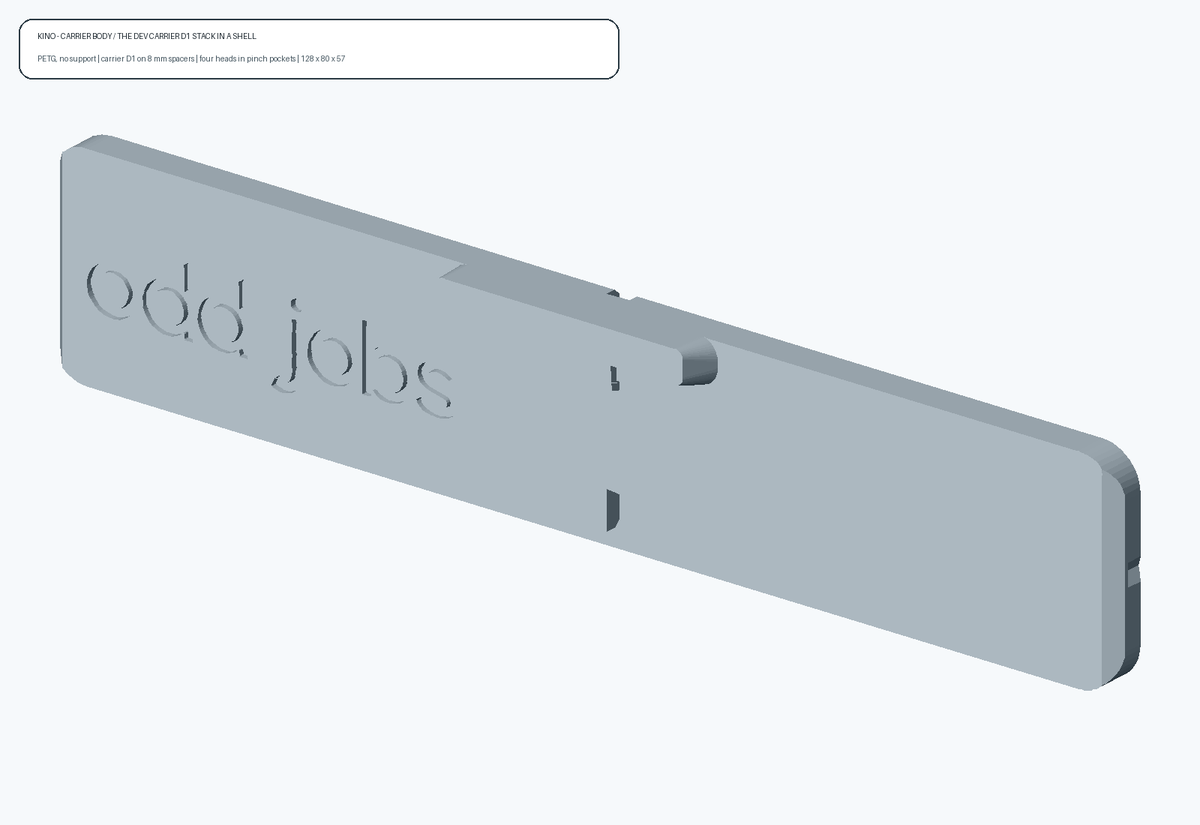 KINO - CARRIER BODY / THE DEV CARRIER D1 STACK IN A SHELL
PETG, no support | carrier D1 on 8 mm spacers | four heads in pinch pockets | 128 x 80 x 57
odd jobs